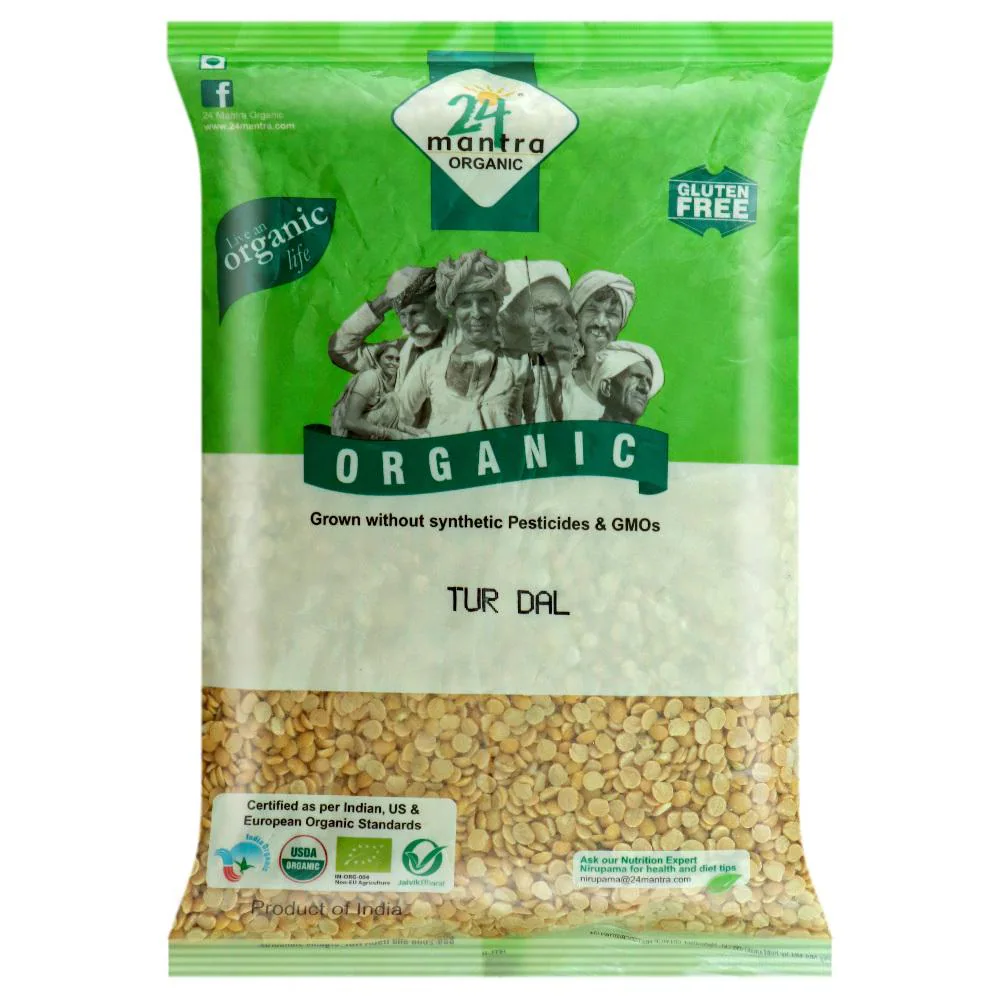 24 Mantra Organic
www.24mantra.com
24
mantra
ORGANIC
GLUTEN
FREE
Live an
organic
life
ORGANIC
Grown without synthetic Pesticides & GMOs
TUR DAL
Certified as per Indian, US &
European Organic Standards
India Organic
USDA
ORGANIC
IN-ORG-004
Non-EU Agriculture
Jaivik Bharat
Ask our Nutrition Expert
Nirupama for health and diet tips
nirupama@24mantra.com
Product of India